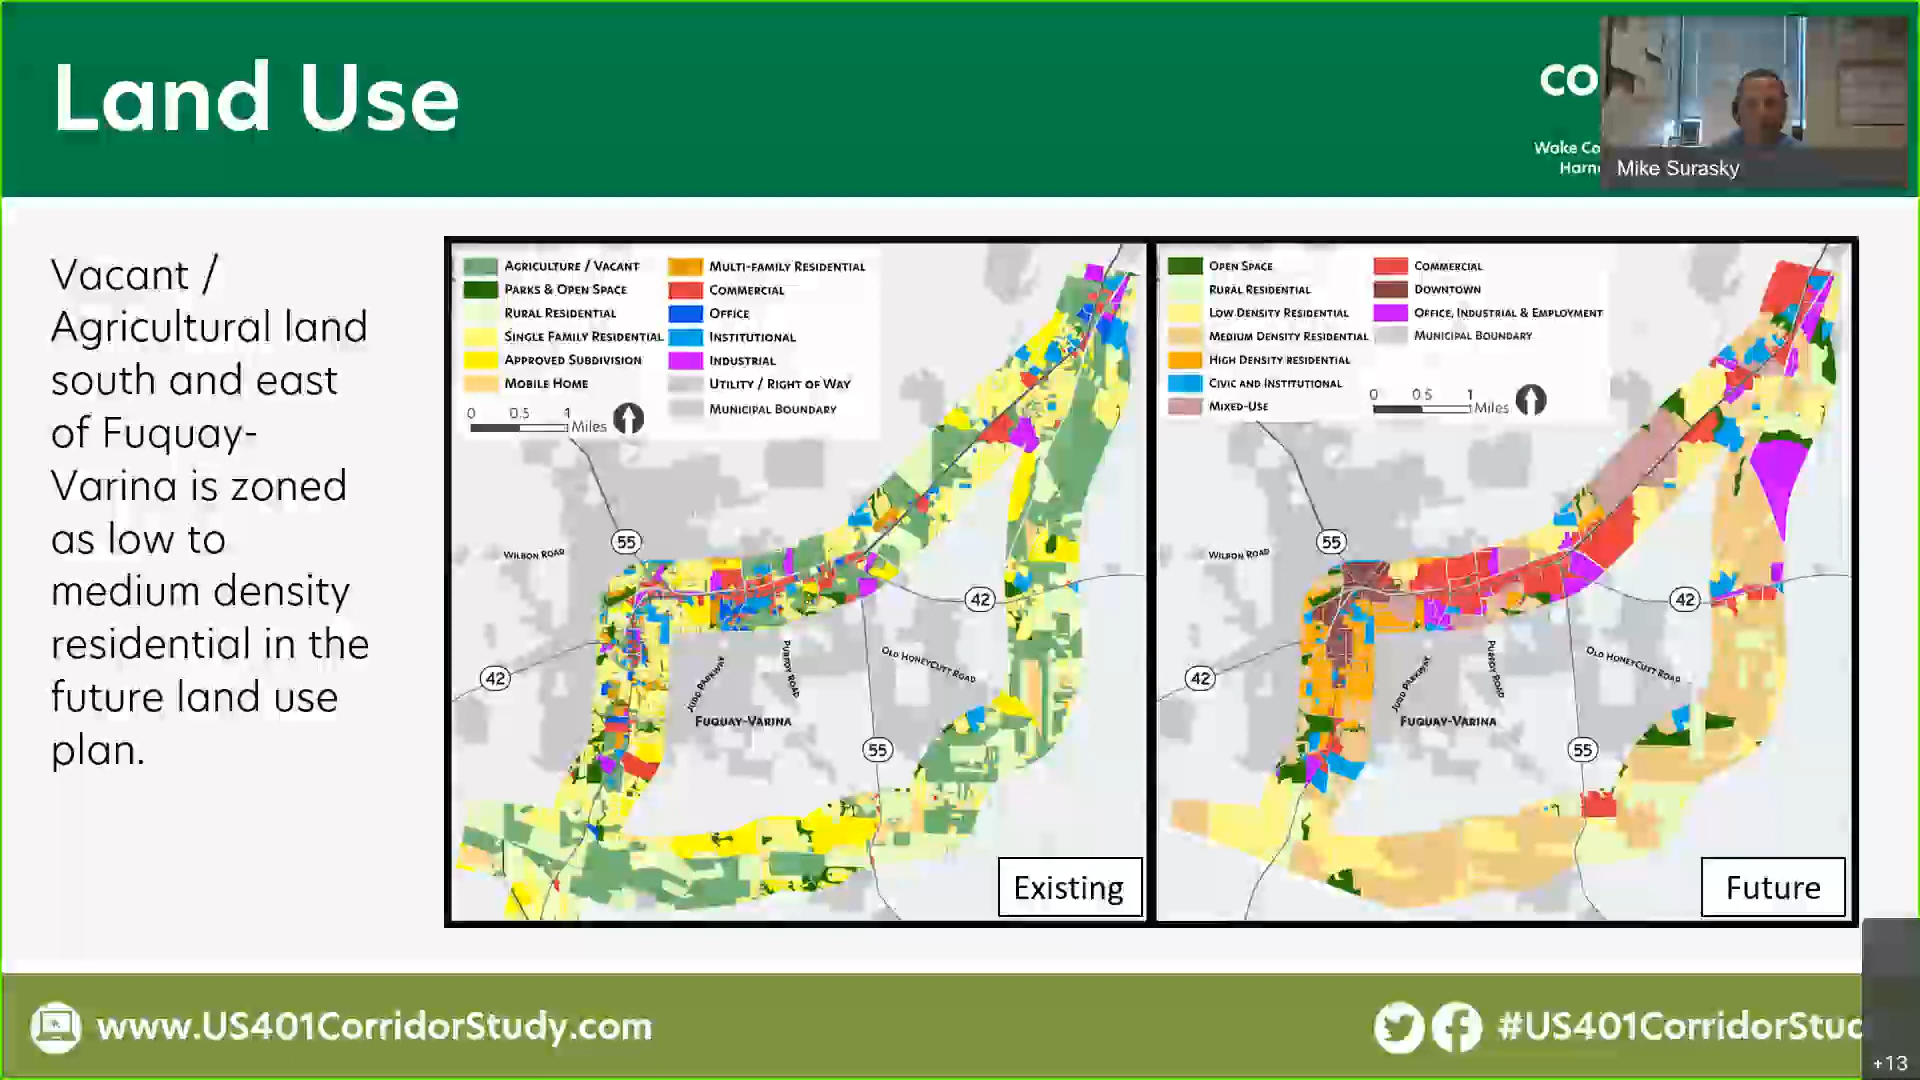 Land Use
CO
Wake Co
Harn
Mike Surasky
Vacant /
Agricultural land
south and east
of Fuquay-
Varina is zoned
as low to
medium density
residential in the
future land use
plan.
AGRICULTURE / VACANT
PARKS & OPEN SPACE
RURAL RESIDENTIAL
SINGLE FAMILY RESIDENTIAL
APPROVED SUBDIVISION
MOBILE HOME
MULTI-FAMILY RESIDENTIAL
COMMERCIAL
OFFICE
INSTITUTIONAL
INDUSTRIAL
UTILITY / RIGHT OF WAY
MUNICIPAL BOUNDARY
0 0.5 1 Miles
55
WILBON ROAD
42
42
JUDD PARKWAY
PURFOY ROAD
OLD HONEYCUTT ROAD
FUQUAY-VARINA
55
Existing
OPEN SPACE
RURAL RESIDENTIAL
LOW DENSITY RESIDENTIAL
MEDIUM DENSITY RESIDENTIAL
HIGH DENSITY RESIDENTIAL
CIVIC AND INSTITUTIONAL
MIXED-USE
COMMERCIAL
DOWNTOWN
OFFICE, INDUSTRIAL & EMPLOYMENT
MUNICIPAL BOUNDARY
0 0.5 1 Miles
55
WILBON ROAD
42
42
JUDD PARKWAY
PURFOY ROAD
OLD HONEYCUTT ROAD
FUQUAY-VARINA
55
Future
www.US401CorridorStudy.com
#US401CorridorStud
+13